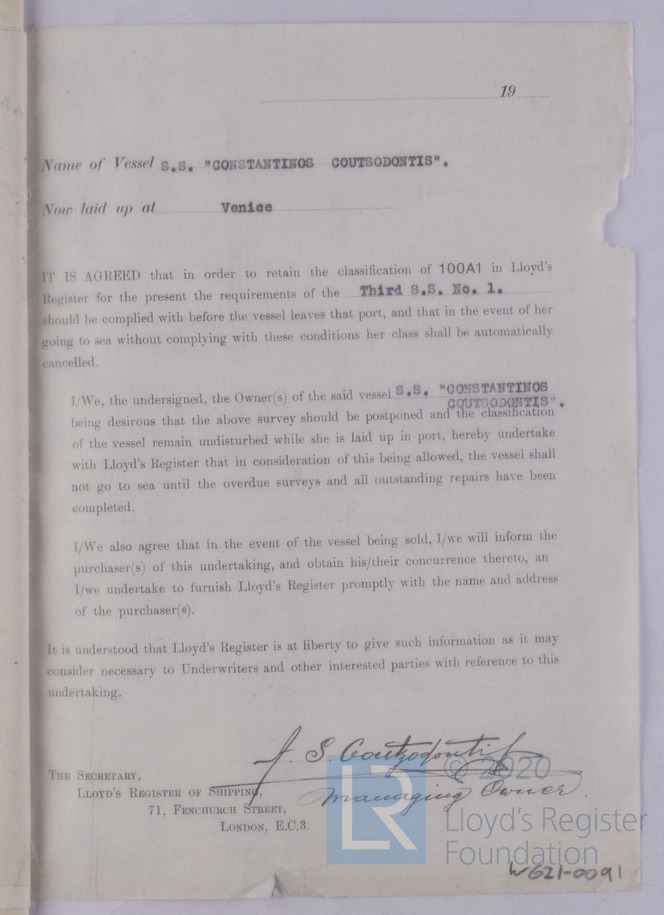 19
Name of Vessel S.S. "CONSTANTINOS COUTSODONTIS".
Now laid up at Venice
IT IS AGREED that in order to retain the classification of 100A1 in Lloyd's
Register for the present the requirements of the Third S.S. No. 1.
should be complied with before the vessel leaves that port, and that in the event of her
going to sea without complying with these conditions her class shall be automatically
cancelled.
I/We, the undersigned, the Owner(s) of the said vessel S.S. "CONSTANTINOS
COUTSODONTIS".
being desirous that the above survey should be postponed and the classification
of the vessel remain undisturbed while she is laid up in port, hereby undertake
with Lloyd's Register that in consideration of this being allowed, the vessel shall
not go to sea until the overdue surveys and all outstanding repairs have been
completed.
I/We also agree that in the event of the vessel being sold, I/we will inform the
purchaser(s) of this undertaking, and obtain his/their concurrence thereto, an
I/we undertake to furnish Lloyd's Register promptly with the name and address
of the purchaser(s).
It is understood that Lloyd's Register is at liberty to give such information as it may
consider necessary to Underwriters and other interested parties with reference to this
undertaking.
J. S Coutzodontis
Managing Owner.
THE SECRETARY,
LLOYD'S REGISTER OF SHIPPING,
71, FENCHURCH STREET,
LONDON, E.C.3.
LR
© 2020
Lloyd's Register
Foundation
W621-0091